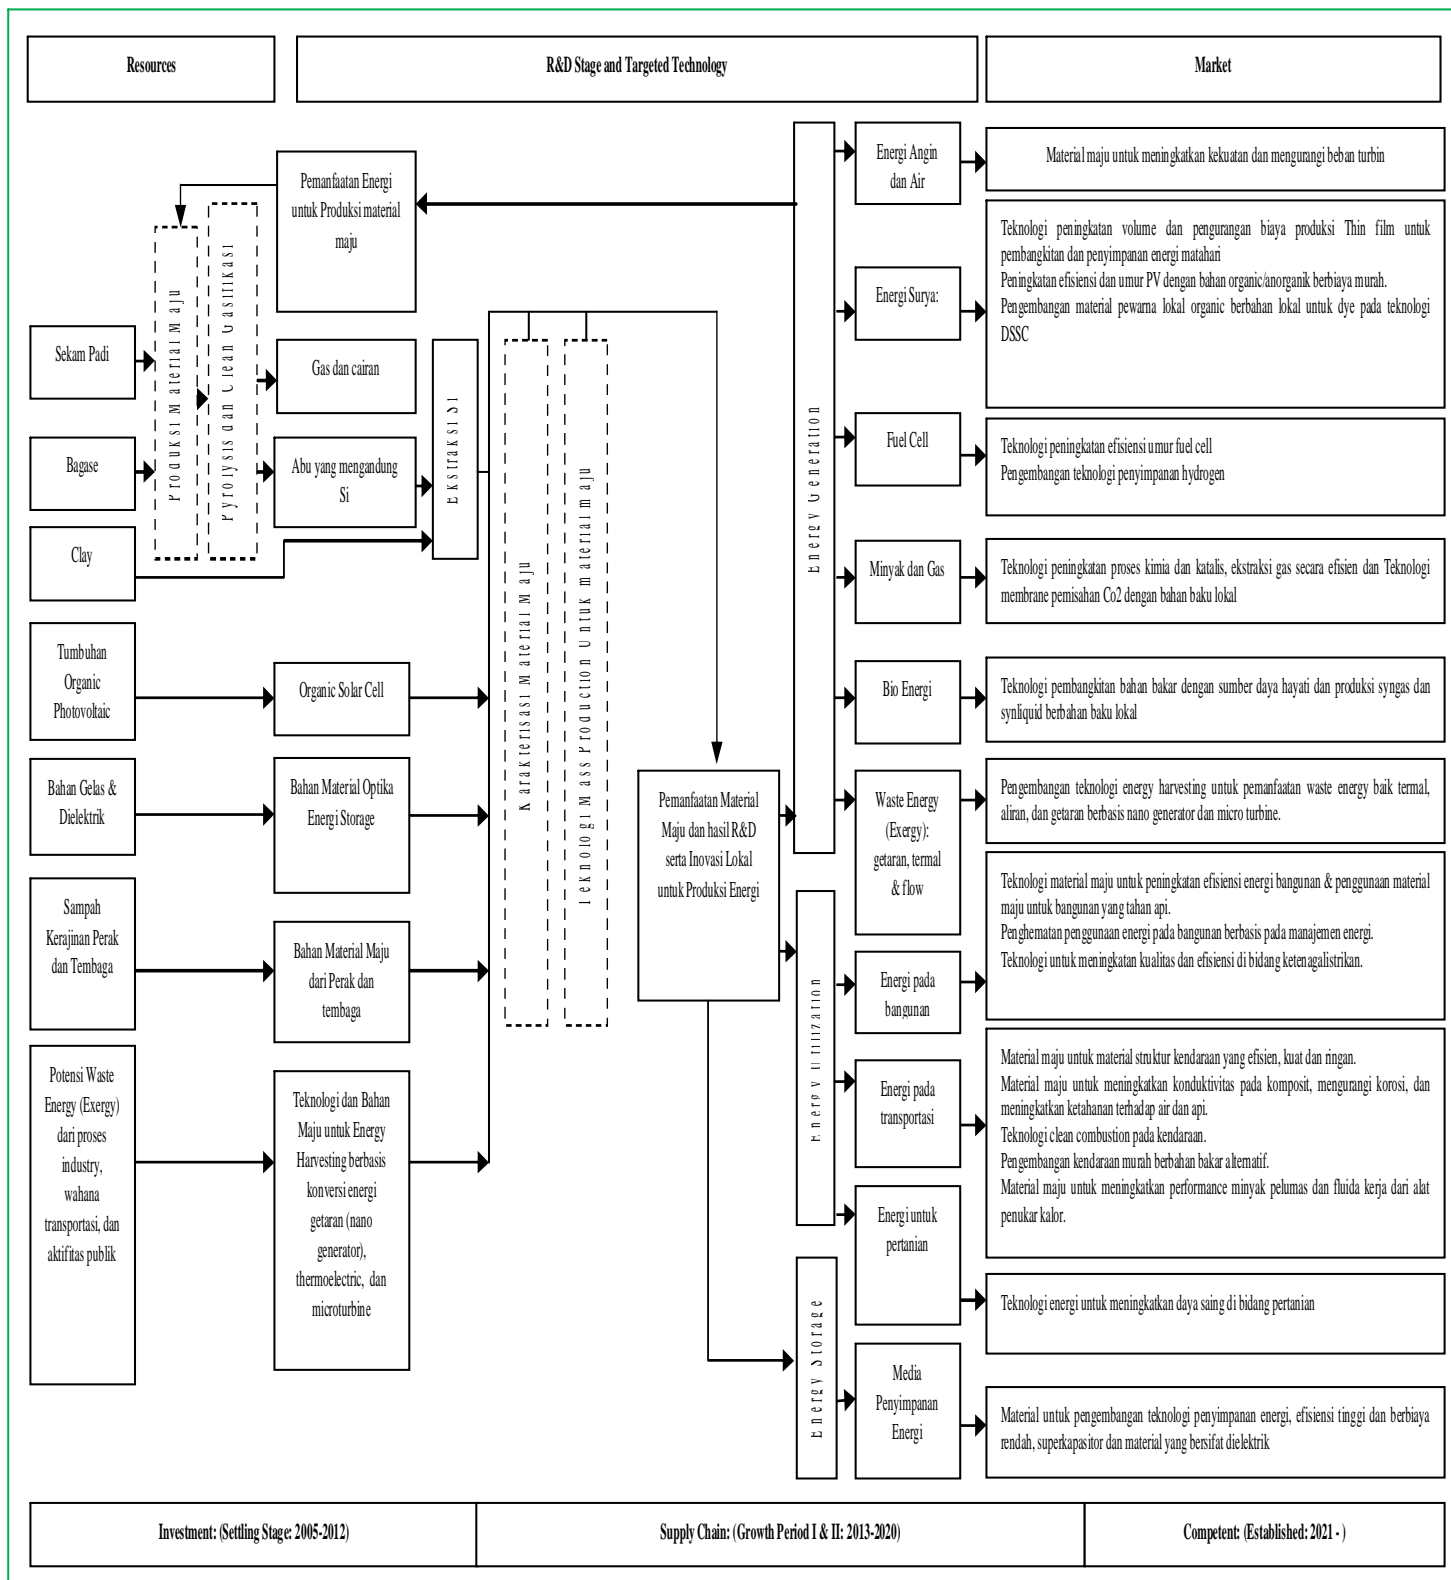 Resources
R&D Stage and Targeted Technology
Market
Pemanfaatan Energi
untuk Produksi material
maju
Produksi Material Maju
Pyrolysis dan Clean Gasifikasi
Sekam Padi
Bagase
Clay
Gas dan cairan
Abu yang mengandung
Si
Ekstraksi Si
Tumbuhan
Organic
Photovoltaic
Organic Solar Cell
Bahan Gelas &
Dielektrik
Bahan Material Optika
Energi Storage
Sampah
Kerajinan Perak
dan Tembaga
Bahan Material Maju
dari Perak dan
tembaga
Potensi Waste
Energy (Exergy)
dari proses
industry,
wahana
transportasi, dan
aktifitas publik
Teknologi dan Bahan
Maju untuk Energy
Harvesting berbasis
konversi energi
getaran (nano
generator),
thermoelectric, dan
microturbine
Karakterisasi Material Maju
Teknologi Mass Production Untuk material maju
Pemanfaatan Material
Maju dan hasil R&D
serta Inovasi Lokal
untuk Produksi Energi
Energy Generation
Energy Utilization
Energy Storage
Energi Angin
dan Air
Material maju untuk meningkatkan kekuatan dan mengurangi beban turbin
Energi Surya:
Teknologi peningkatan volume dan pengurangan biaya produksi Thin film untuk
pembangkitan dan penyimpanan energi matahari
Peningkatan efisiensi dan umur PV dengan bahan organic/anorganik berbiaya murah.
Pengembangan material pewarna lokal organic berbahan lokal untuk dye pada teknologi
DSSC
Fuel Cell
Teknologi peningkatan efisiensi umur fuel cell
Pengembangan teknologi penyimpanan hydrogen
Minyak dan Gas
Teknologi peningkatan proses kimia dan katalis, ekstraksi gas secara efisien dan Teknologi
membrane pemisahan Co2 dengan bahan baku lokal
Bio Energi
Teknologi pembangkitan bahan bakar dengan sumber daya hayati dan produksi syngas dan
synliquid berbahan baku lokal
Waste Energy
(Exergy):
getaran, termal
& flow
Pengembangan teknologi energy harvesting untuk pemanfaatan waste energy baik termal,
aliran, dan getaran berbasis nano generator dan micro turbine.
Energi pada
bangunan
Teknologi material maju untuk peningkatan efisiensi energi bangunan & penggunaan material
maju untuk bangunan yang tahan api.
Penghematan penggunaan energi pada bangunan berbasis pada manajemen energi.
Teknologi untuk meningkatan kualitas dan efisiensi di bidang ketenagalistrikan.
Energi pada
transportasi
Material maju untuk material struktur kendaraan yang efisien, kuat dan ringan.
Material maju untuk meningkatkan konduktivitas pada komposit, mengurangi korosi, dan
meningkatkan ketahanan terhadap air dan api.
Teknologi clean combustion pada kendaraan.
Pengembangan kendaraan murah berbahan bakar alternatif.
Material maju untuk meningkatkan performance minyak pelumas dan fluida kerja dari alat
penukar kalor.
Energi untuk
pertanian
Teknologi energi untuk meningkatkan daya saing di bidang pertanian
Media
Penyimpanan
Energi
Material untuk pengembangan teknologi penyimpanan energi, efisiensi tinggi dan berbiaya
rendah, superkapasitor dan material yang bersifat dielektrik
Investment: (Settling Stage: 2005-2012)
Supply Chain: (Growth Period I & II: 2013-2020)
Competent: (Established: 2021 - )